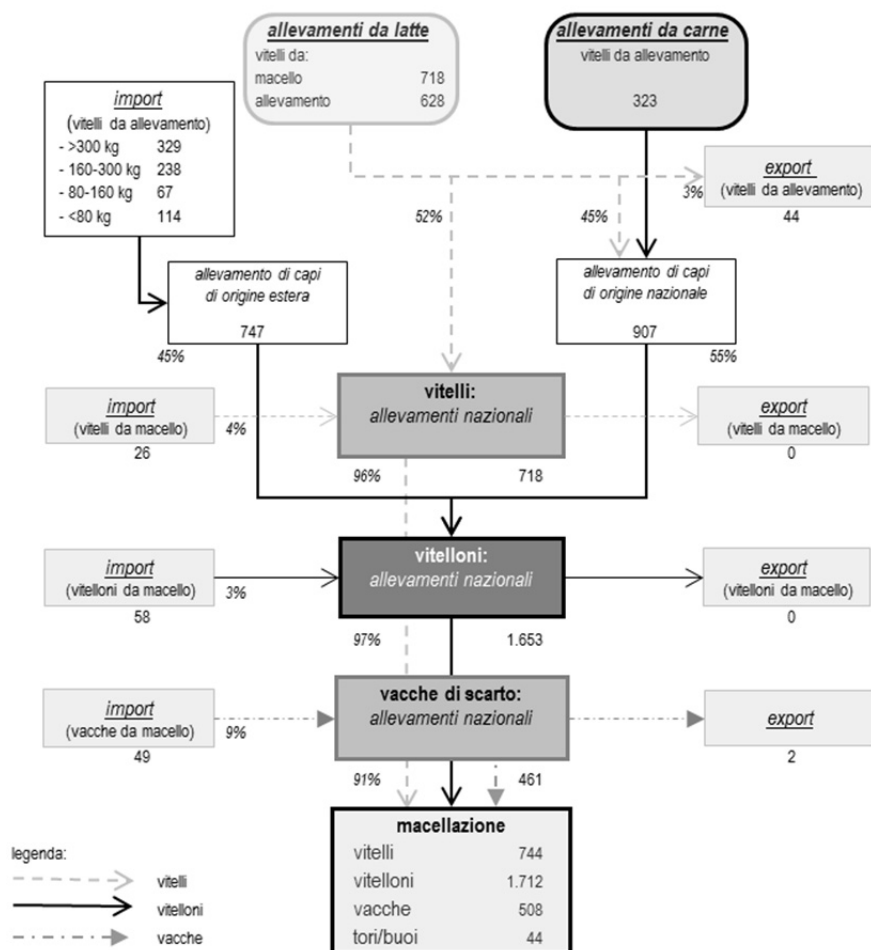 allevamenti da latte
vitelli da:
macello 718
allevamento 628
allevamenti da carne
vitelli da allevamento
323
import
(vitelli da allevamento)
- >300 kg 329
- 160-300 kg 238
- 80-160 kg 67
- <80 kg 114
export
(vitelli da allevamento)
3%
44
52%
45%
allevamento di capi
di origine estera
747
45%
allevamento di capi
di origine nazionale
907
55%
import
(vitelli da macello)
26
4%
vitelli:
allevamenti nazionali
export
(vitelli da macello)
0
96%
718
import
(vitelloni da macello)
58
3%
vitelloni:
allevamenti nazionali
export
(vitelloni da macello)
0
97%
1.653
import
(vacche da macello)
49
9%
vacche di scarto:
allevamenti nazionali
export
2
91%
461
macellazione
vitelli 744
vitelloni 1.712
vacche 508
tori/buoi 44
legenda:
vitelli
vitelloni
vacche